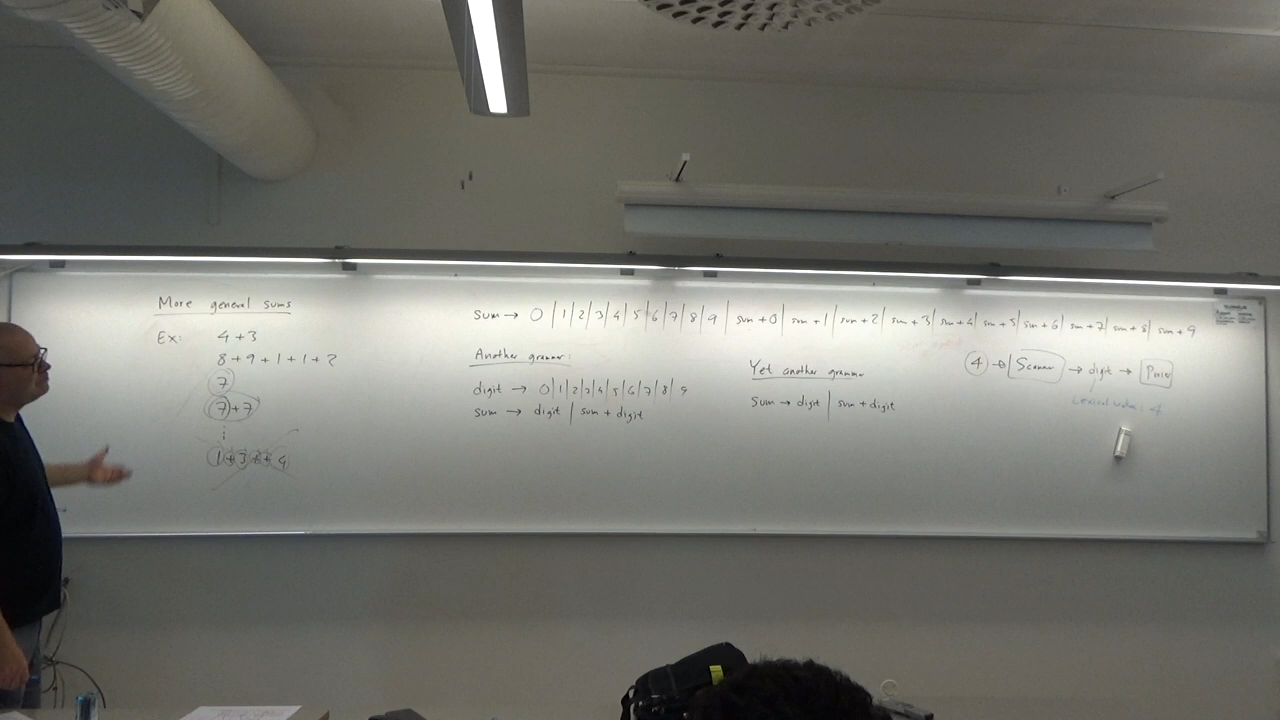 More general sums
Ex: 4 + 3
8 + 9 + 1 + 1 + 2
7
7 + 7
⋮
1 + 3 + + 4
sum → 0 | 1 | 2 | 3 | 4 | 5 | 6 | 7 | 8 | 9 | sum + 0 | sum + 1 | sum + 2 | sum + 3 | sum + 4 | sum + 5 | sum + 6 | sum + 7 | sum + 8 | sum + 9
Another grammar:
digit → 0 | 1 | 2 | 3 | 4 | 5 | 6 | 7 | 8 | 9
sum → digit | sum + digit
Yet another grammar
sum → digit | sum + digit
4 → Scanner → digit →
Lexical value: 4